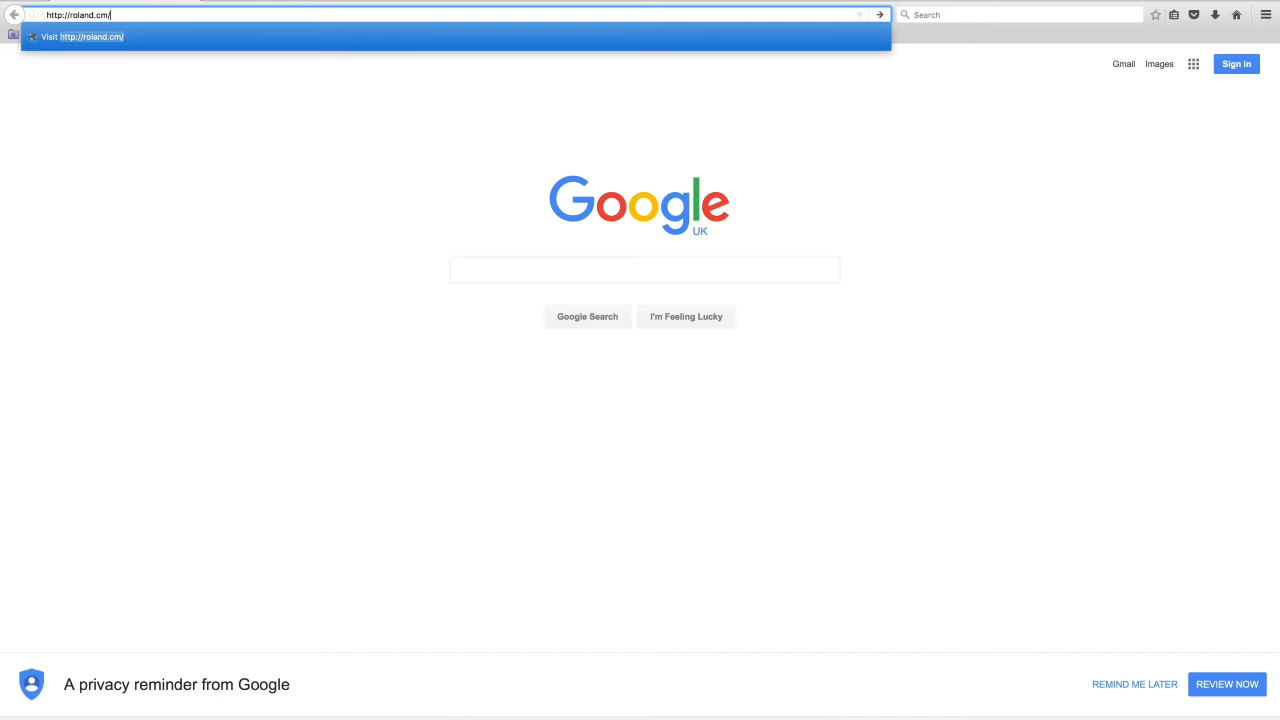 http://roland.cm/
Search
Visit http://roland.cm/
Gmail Images Sign in
Google
UK
Google Search I'm Feeling Lucky
A privacy reminder from Google
REMIND ME LATER REVIEW NOW